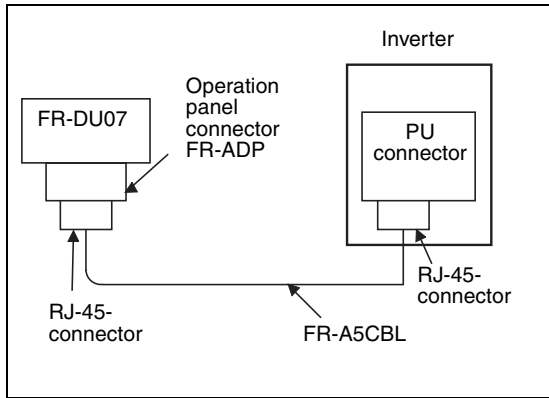 Inverter
Operation
panel
connector
FR-ADP
FR-DU07
PU
connector
RJ-45-
connector
RJ-45-
connector
FR-A5CBL